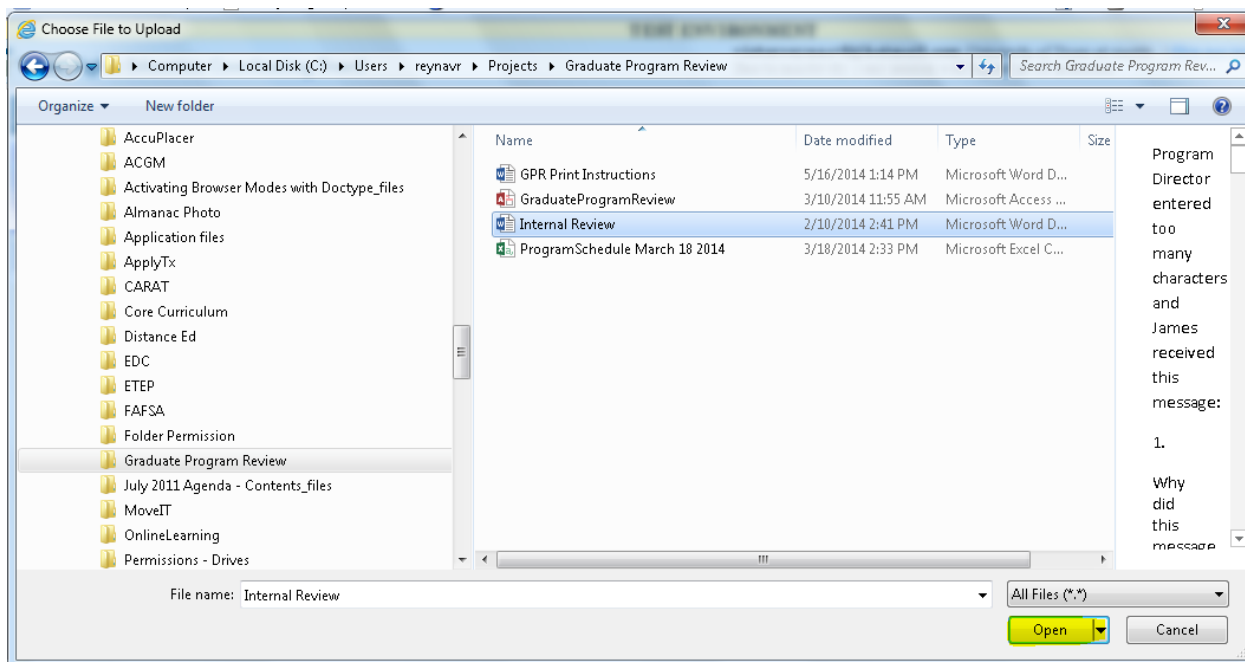 Choose File to Upload
TEST ENVIRONMENT
Computer Local Disk (C:) Users reynavr Projects Graduate Program Review Search Graduate Program Rev...
Organize New folder
AccuPlacer
ACGM
Activating Browser Modes with Doctype_files
Almanac Photo
Application files
ApplyTx
CARAT
Core Curriculum
Distance Ed
EDC
ETEP
FAFSA
Folder Permission
Graduate Program Review
July 2011 Agenda - Contents_files
MoveIT
OnlineLearning
Permissions - Drives
Name Date modified Type Size
GPR Print Instructions 5/16/2014 1:14 PM Microsoft Word D...
GraduateProgramReview 3/10/2014 11:55 AM Microsoft Access ...
Internal Review 2/10/2014 2:41 PM Microsoft Word D...
ProgramSchedule March 18 2014 3/18/2014 2:33 PM Microsoft Excel C...
Program
Director
entered
too
many
characters
and
James
received
this
message:
1.
Why
did
this
message
File name: Internal Review All Files (*.*)
Open Cancel